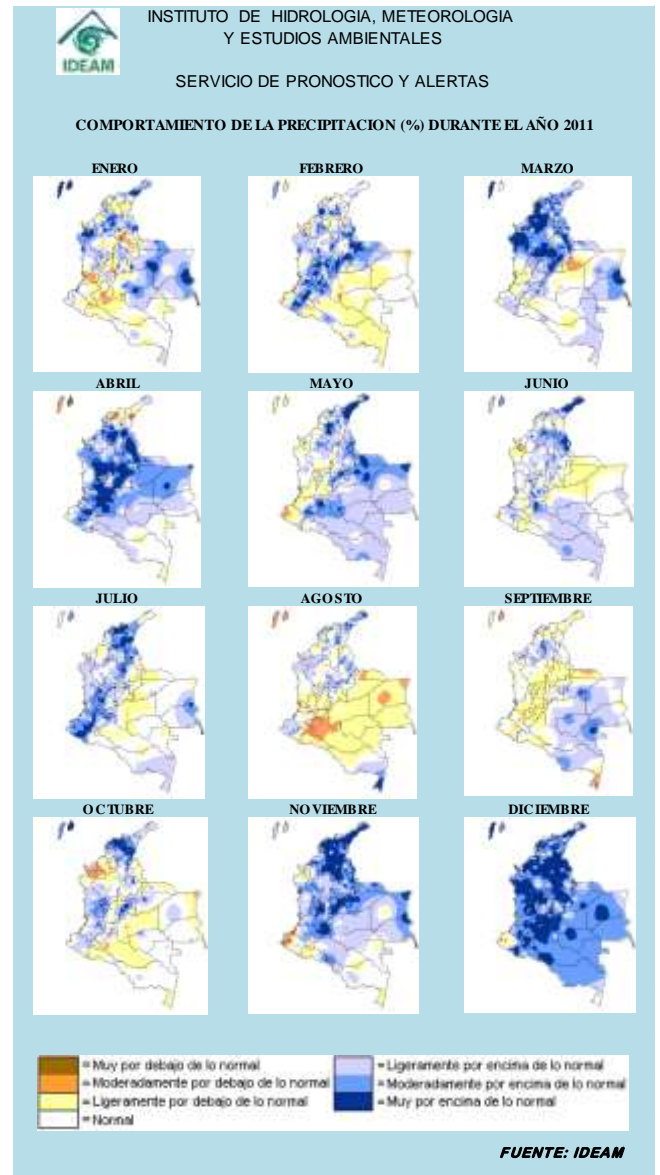 INSTITUTO DE HIDROLOGIA, METEOROLOGIA
Y ESTUDIOS AMBIENTALES
IDEAM
SERVICIO DE PRONOSTICO Y ALERTAS
COMPORTAMIENTO DE LA PRECIPITACION (%) DURANTE EL AÑO 2011
ENERO
FEBRERO
MARZO
ABRIL
MAYO
JUNIO
JULIO
AGOSTO
SEPTIEMBRE
OCTUBRE
NOVIEMBRE
DICIEMBRE
= Muy por debajo de lo normal
= Moderadamente por debajo de lo normal
= Ligeramente por debajo de lo normal
= Normal
= Ligeramente por encima de lo normal
= Moderadamente por encima de lo normal
= Muy por encima de lo normal
FUENTE: IDEAM